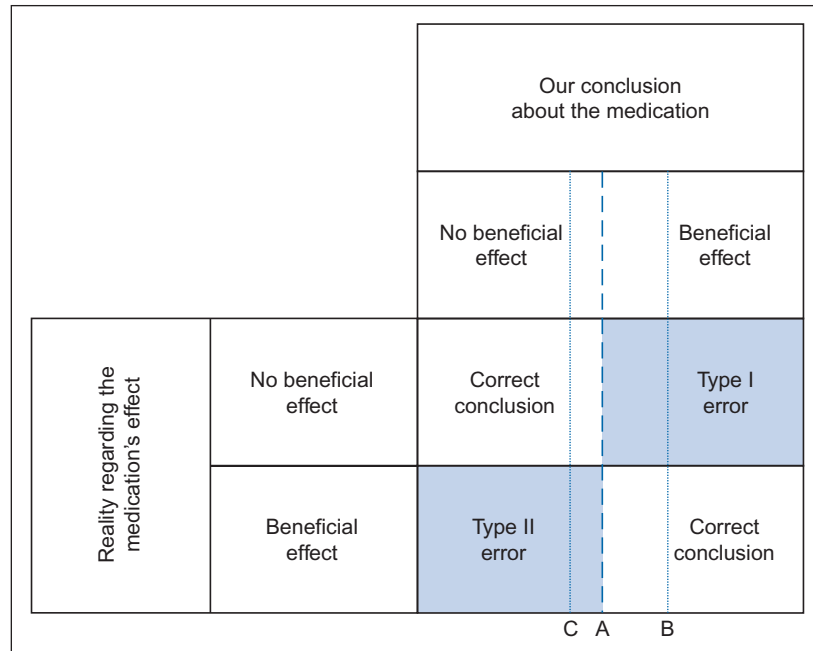 Our conclusion
about the medication
No beneficial
effect
Beneficial
effect
Reality regarding the
medication's effect
No beneficial
effect
Correct
conclusion
Type I
error
Beneficial
effect
Type II
error
Correct
conclusion
C A B